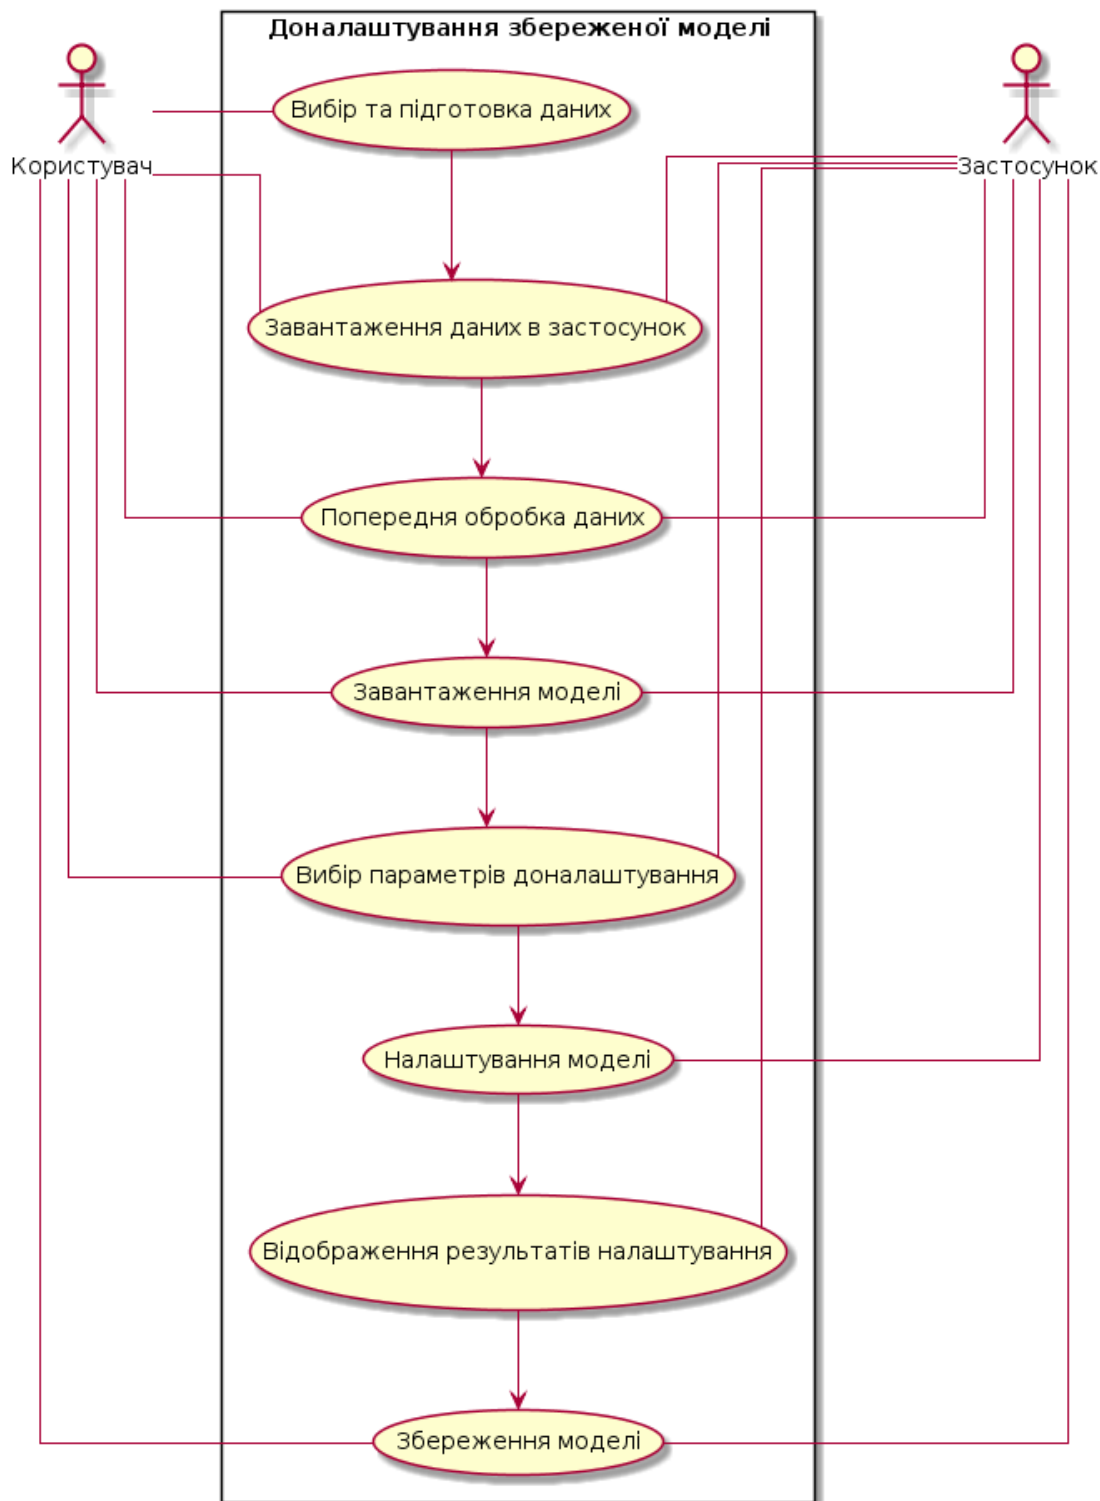 Доналаштування збереженої моделі
Вибір та підготовка даних
Користувач
Застосунок
Завантаження даних в застосунок
Попередня обробка даних
Завантаження моделі
Вибір параметрів доналаштування
Налаштування моделі
Відображення результатів налаштування
Збереження моделі